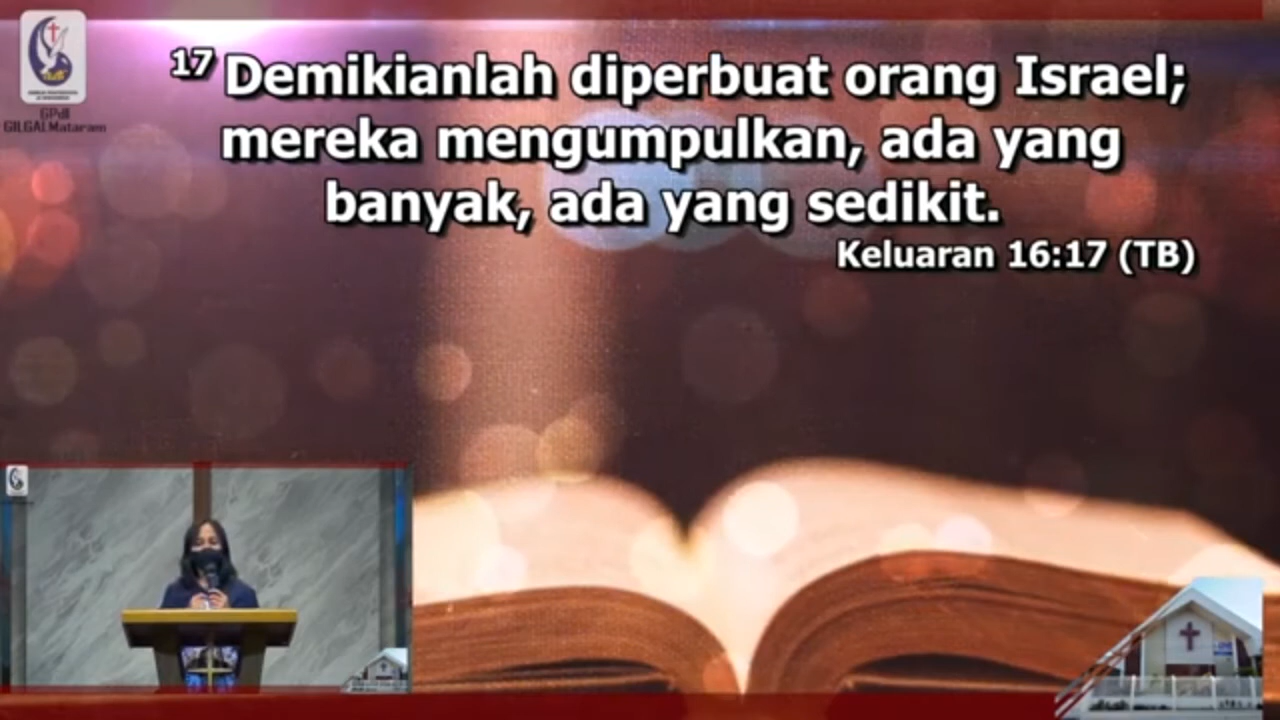 GPdI
GILGAL Mataram
17 Demikianlah diperbuat orang Israel;
mereka mengumpulkan, ada yang
banyak, ada yang sedikit.
Keluaran 16:17 (TB)